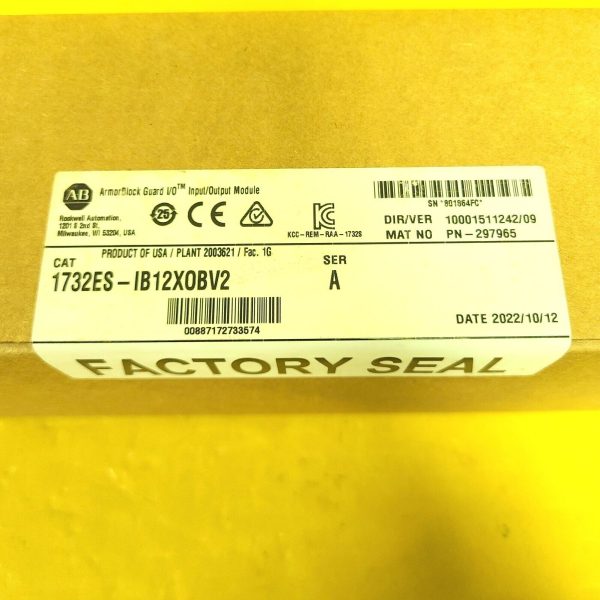 AB
ArmorBlock Guard I/O™ Input/Output Module
Rockwell Automation,
1201 S 2nd St.
Milwaukee, WI 53204, USA
25
CE
KC
KCC-REM-RAA-1732S
SN *801864FC*
DIR/VER 10001511242/09
MAT NO PN-297965
PRODUCT OF USA / PLANT 2003621 / Fac. 1G
CAT
1732ES-IB12XOBV2
SER
A
00887172733574
DATE 2022/10/12
FACTORY SEAL